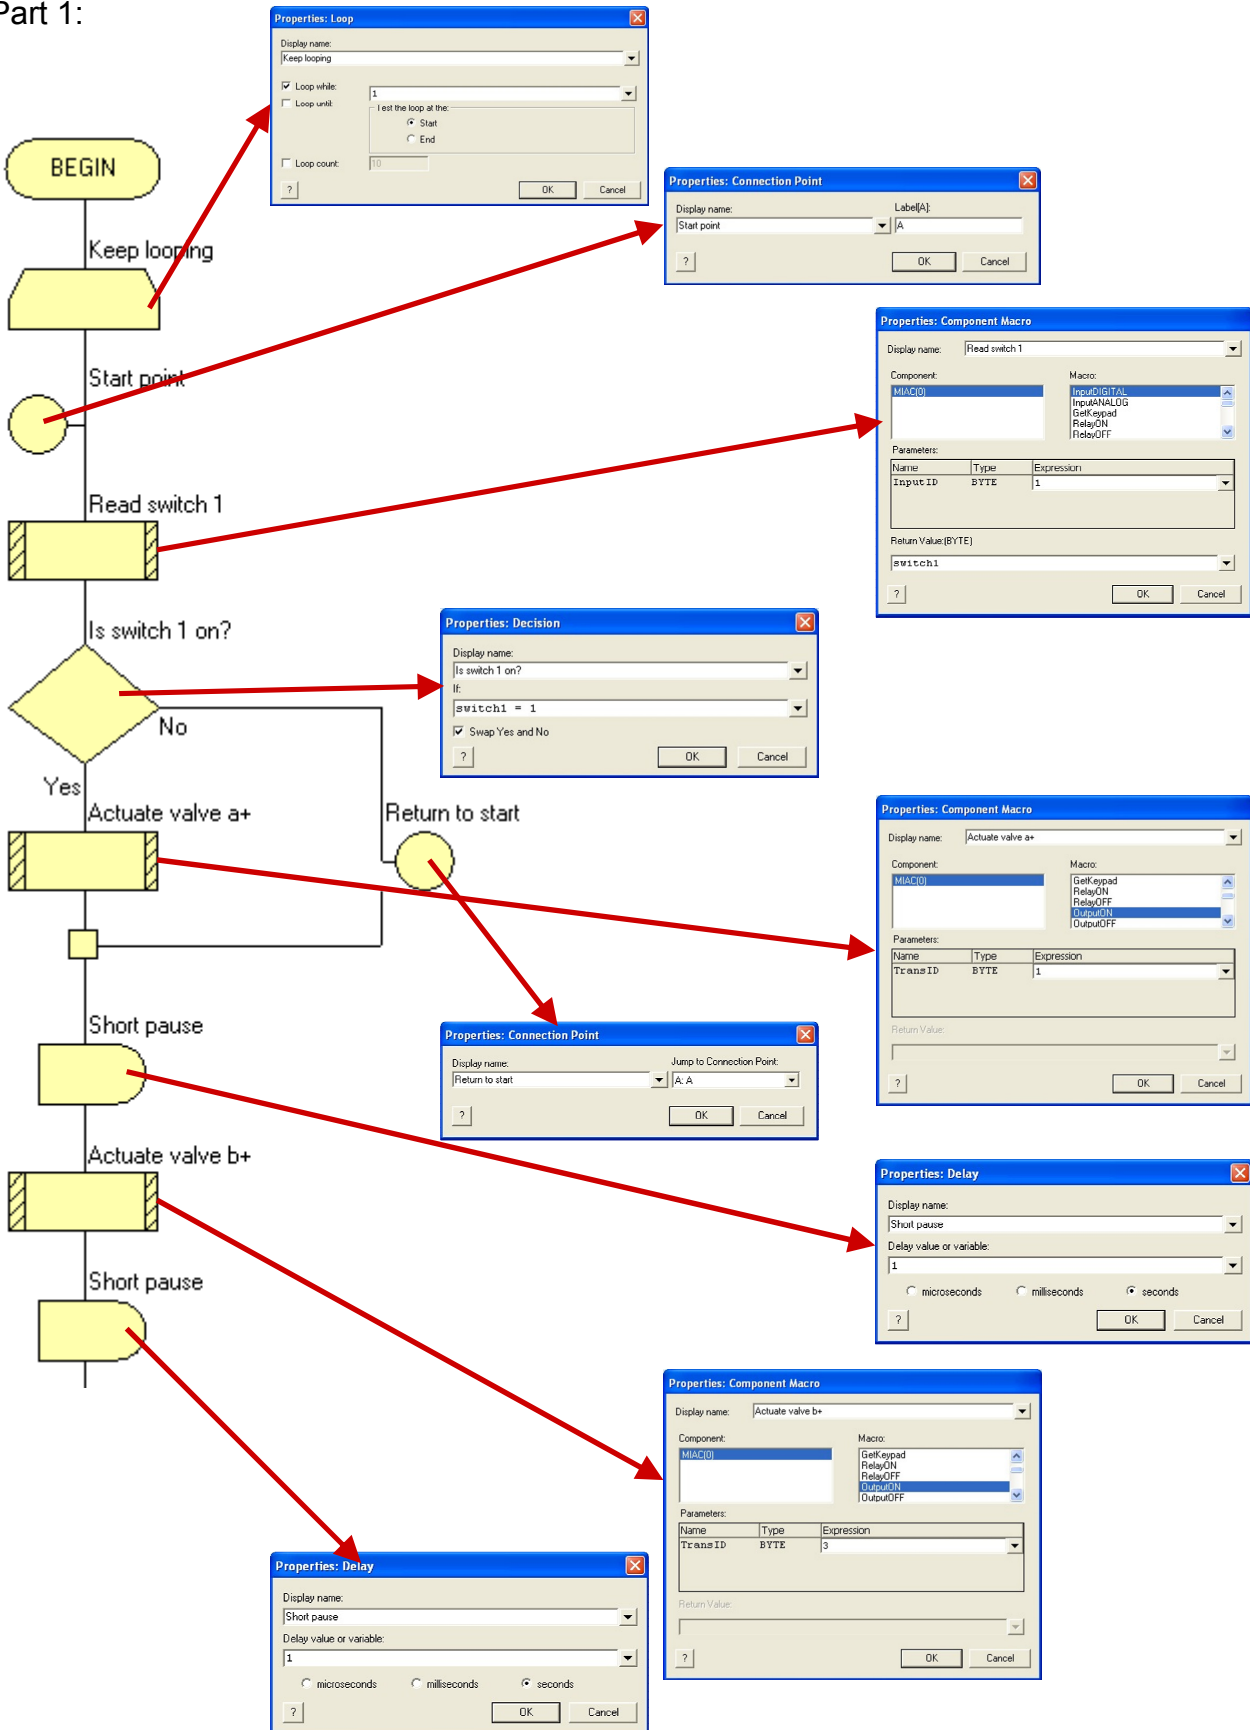 Part 1:
Properties: Loop
Display name:
Keep looping
Loop while:
1
Loop until:
Test the loop at the:
Start
End
Loop count:
10
?
OK
Cancel
BEGIN
Keep looping
Properties: Connection Point
Display name:
Label[A]:
Start point
A
?
OK
Cancel
Start point
Properties: Component Macro
Display name:
Read switch 1
Component:
Macro:
MIAC(0)
InputDIGITAL
InputANALOG
GetKeypad
RelayON
RelayOFF
Parameters:
Name Type Expression
InputID BYTE 1
Return Value:(BYTE)
switch1
?
OK
Cancel
Read switch 1
Is switch 1 on?
No
Yes
Properties: Decision
Display name:
Is switch 1 on?
If:
switch1 = 1
Swap Yes and No
?
OK
Cancel
Actuate valve a+
Return to start
Properties: Component Macro
Display name:
Actuate valve a+
Component:
Macro:
MIAC(0)
GetKeypad
RelayON
RelayOFF
OutputON
OutputOFF
Parameters:
Name Type Expression
TransID BYTE 1
Return Value:
?
OK
Cancel
Properties: Connection Point
Display name:
Jump to Connection Point:
Return to start
A: A
?
OK
Cancel
Short pause
Actuate valve b+
Properties: Delay
Display name:
Short pause
Delay value or variable:
1
microseconds
milliseconds
seconds
?
OK
Cancel
Short pause
Properties: Component Macro
Display name:
Actuate valve b+
Component:
Macro:
MIAC(0)
GetKeypad
RelayON
RelayOFF
OutputON
OutputOFF
Parameters:
Name Type Expression
TransID BYTE 3
Return Value:
?
OK
Cancel
Properties: Delay
Display name:
Short pause
Delay value or variable:
1
microseconds
milliseconds
seconds
?
OK
Cancel